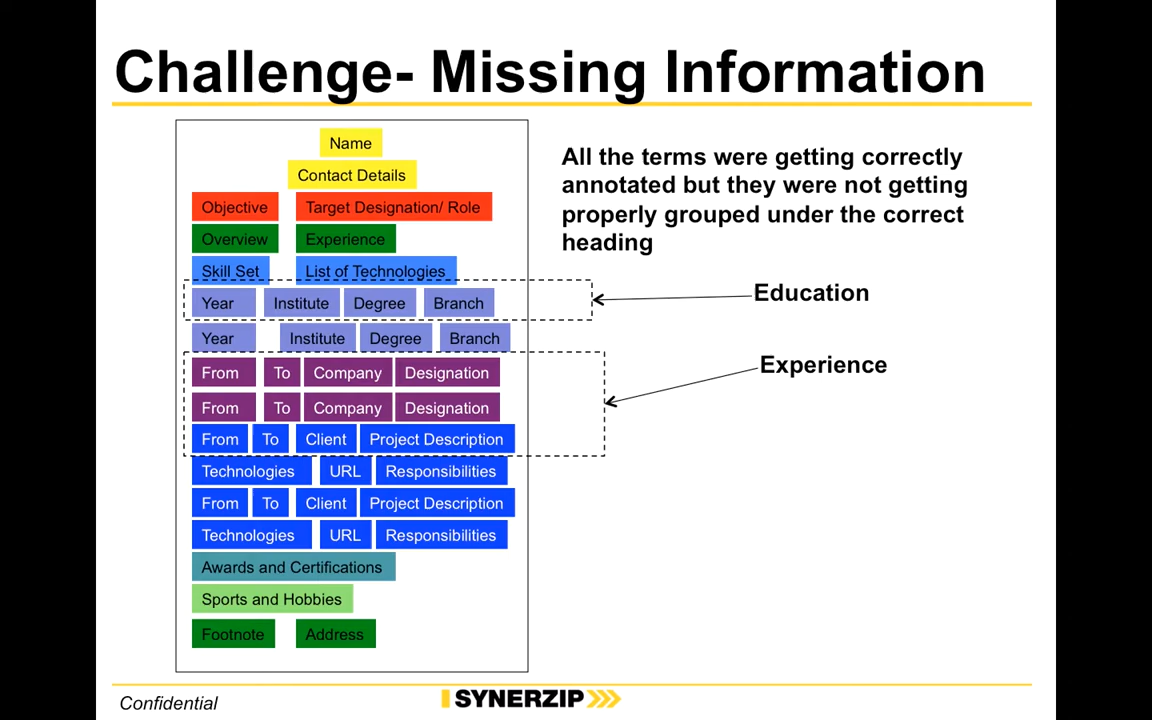 Challenge- Missing Information
Name
Contact Details
Objective Target Designation/ Role
Overview Experience
Skill Set List of Technologies
Year Institute Degree Branch
Year Institute Degree Branch
From To Company Designation
From To Company Designation
From To Client Project Description
Technologies URL Responsibilities
From To Client Project Description
Technologies URL Responsibilities
Awards and Certifications
Sports and Hobbies
Footnote Address
All the terms were getting correctly
annotated but they were not getting
properly grouped under the correct
heading
Education
Experience
Confidential
SYNERZIP